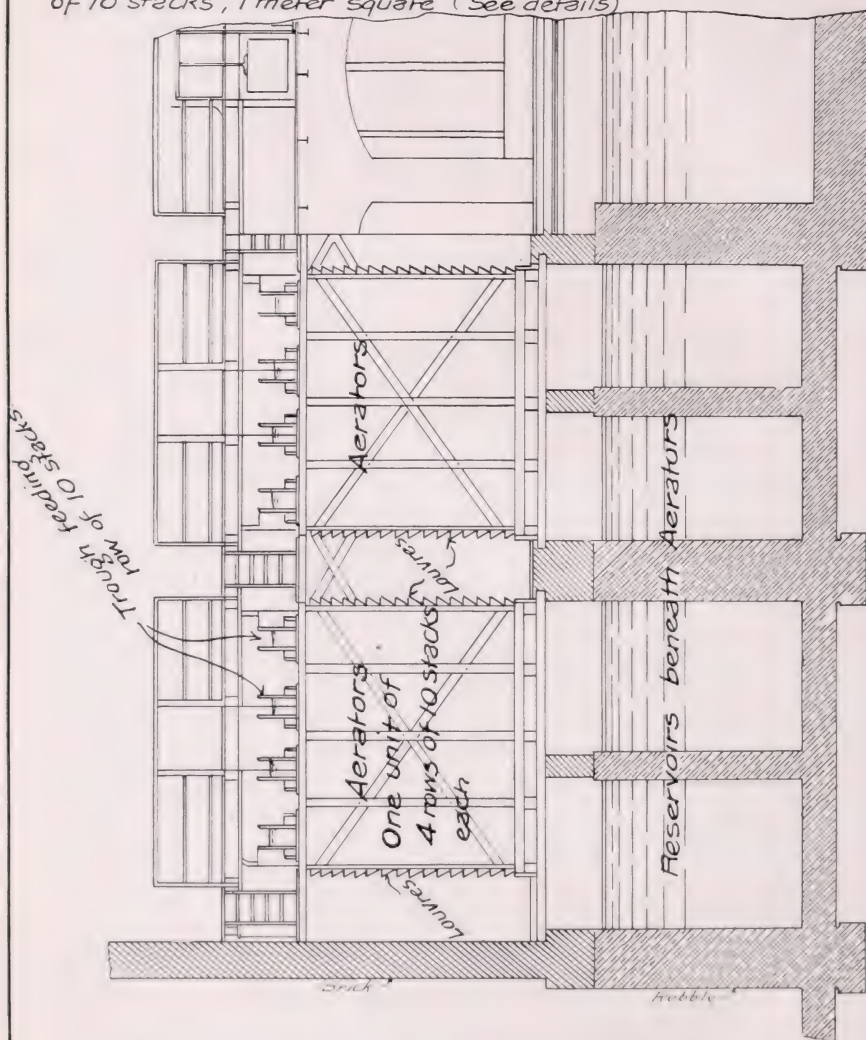 of 10 stacks, 1 meter square (See details)
Trough feeding
row of 10 stacks
Aerators
Louvres
Aerators
One unit of
4 rows of 10 stacks
each
Louvres
Reservoirs beneath Aerators
Brick
Rubble